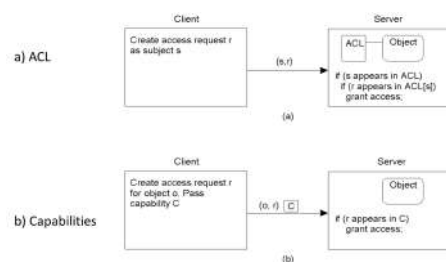 a) ACL
Client
Create access request r
as subject s
(s,r)
Server
ACL
Object
if (s appears in ACL)
if (r appears in ACL[s])
grant access;
(a)
b) Capabilities
Client
Create access request r
for object o. Pass
capability C
(o, r) C
Server
Object
if (r appears in C)
grant access;
(b)